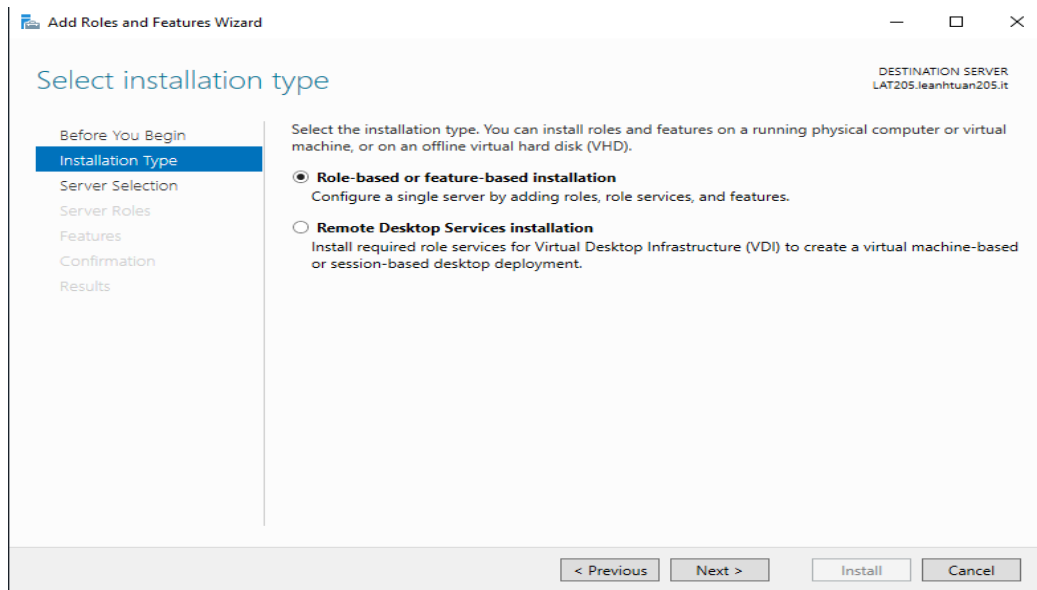 Add Roles and Features Wizard
Select installation type
DESTINATION SERVER
LAT205.leanhtuan205.it
Before You Begin
Installation Type
Server Selection
Server Roles
Features
Confirmation
Results
Select the installation type. You can install roles and features on a running physical computer or virtual
machine, or on an offline virtual hard disk (VHD).
Role-based or feature-based installation
Configure a single server by adding roles, role services, and features.
Remote Desktop Services installation
Install required role services for Virtual Desktop Infrastructure (VDI) to create a virtual machine-based
or session-based desktop deployment.
< Previous
Next >
Install
Cancel